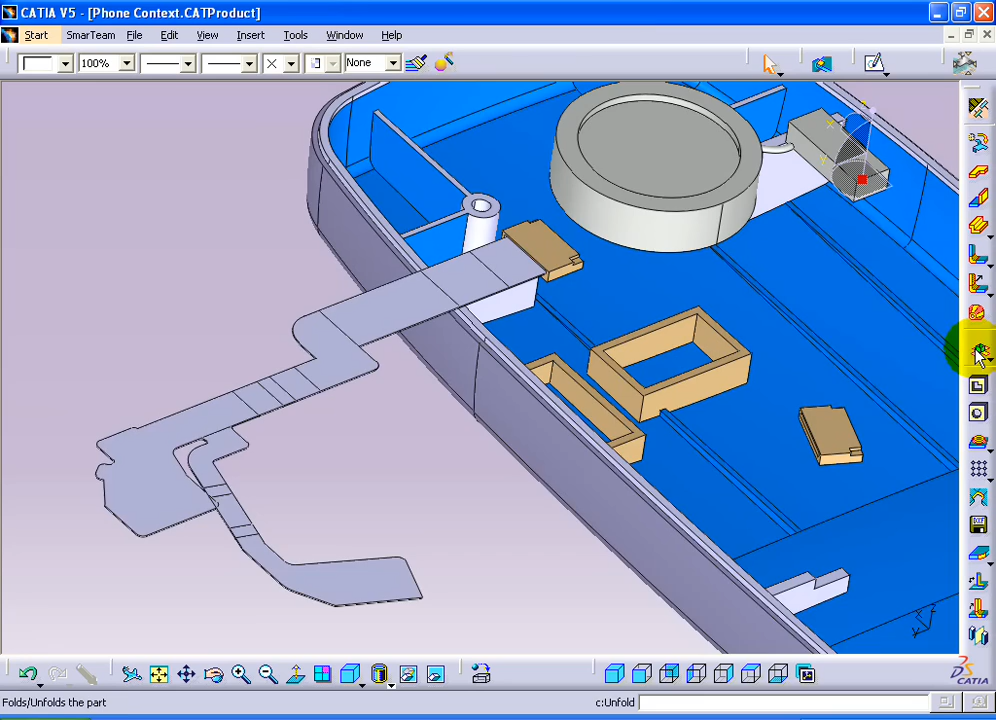 CATIA V5 - [Phone Context.CATProduct]
Start SmarTeam File Edit View Insert Tools Window Help
100% None
x
y
x
y
z
DS
CATIA
Folds/Unfolds the part c:Unfold